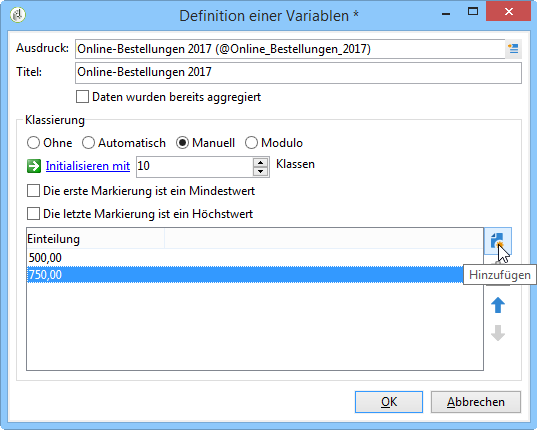 Definition einer Variablen *
Ausdruck: Online-Bestellungen 2017 (@Online_Bestellungen_2017)
Titel: Online-Bestellungen 2017
Daten wurden bereits aggregiert
Klassierung
Ohne Automatisch Manuell Modulo
Initialisieren mit 10 Klassen
Die erste Markierung ist ein Mindestwert
Die letzte Markierung ist ein Höchstwert
Einteilung
500,00
750,00
Hinzufügen
OK Abbrechen